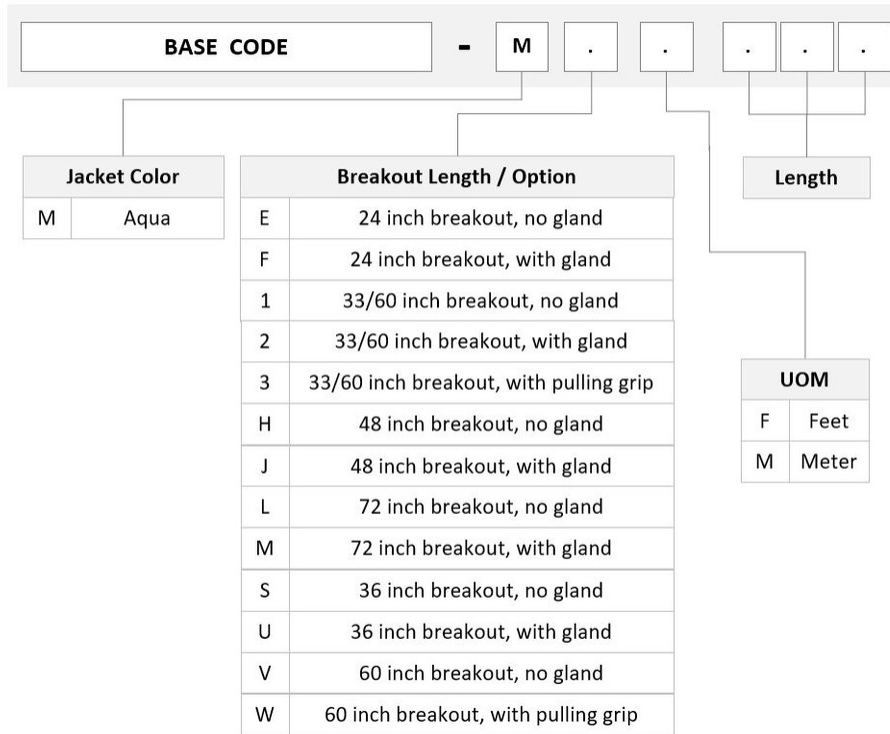 BASE CODE - M . . . . .
Jacket Color
M Aqua
Breakout Length / Option
E 24 inch breakout, no gland
F 24 inch breakout, with gland
1 33/60 inch breakout, no gland
2 33/60 inch breakout, with gland
3 33/60 inch breakout, with pulling grip
H 48 inch breakout, no gland
J 48 inch breakout, with gland
L 72 inch breakout, no gland
M 72 inch breakout, with gland
S 36 inch breakout, no gland
U 36 inch breakout, with gland
V 60 inch breakout, no gland
W 60 inch breakout, with pulling grip
Length
UOM
F Feet
M Meter